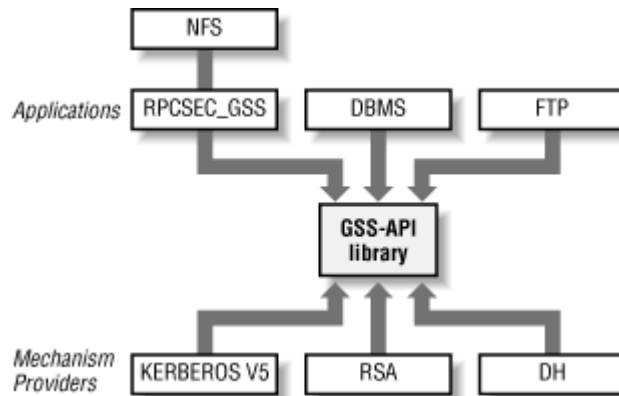 NFS
Applications
RPCSEC_GSS
DBMS
FTP
GSS-API
library
Mechanism
Providers
KERBEROS V5
RSA
DH